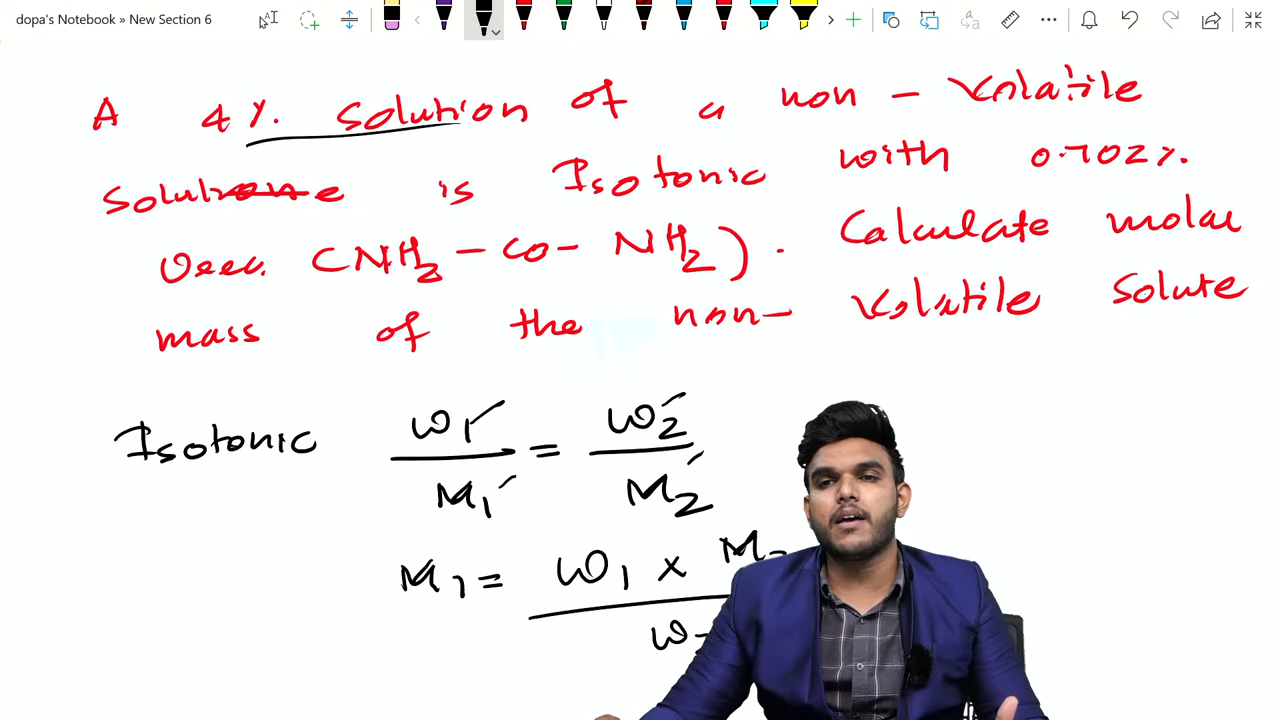 dopa's Notebook » New Section 6
A 4%. Solution of a non - volatile
Solute is Isotonic with 0.702%.
Urea. (NH2 - CO - NH2). Calculate molar
mass of the non- volatile Solute
Isotonic W1 / M1 = W2 / M2
M1 = W1 x M2 / W2